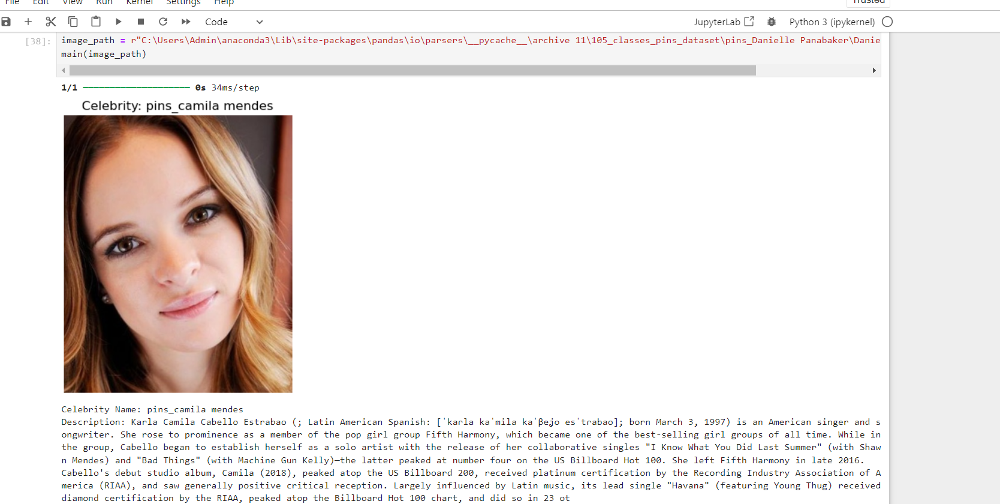 File Edit View Run Kernel Settings Help
Trusted
Code
JupyterLab
Python 3 (ipykernel)
[38]:
image_path = r"C:\Users\Admin\anaconda3\Lib\site-packages\pandas\io\parsers\__pycache__\archive 11\105_classes_pins_dataset\pins_Danielle Panabaker\Danie
main(image_path)
1/1 0s 34ms/step
Celebrity: pins_camila mendes
Celebrity Name: pins_camila mendes
Description: Karla Camila Cabello Estrabao (; Latin American Spanish: [ˈkaɾla kaˈmila kaˈβejo esˈtɾabao]; born March 3, 1997) is an American singer and s
ongwriter. She rose to prominence as a member of the pop girl group Fifth Harmony, which became one of the best-selling girl groups of all time. While in
the group, Cabello began to establish herself as a solo artist with the release of her collaborative singles "I Know What You Did Last Summer" (with Shaw
n Mendes) and "Bad Things" (with Machine Gun Kelly)—the latter peaked at number four on the US Billboard Hot 100. She left Fifth Harmony in late 2016.
Cabello's debut studio album, Camila (2018), peaked atop the US Billboard 200, received platinum certification by the Recording Industry Association of A
merica (RIAA), and saw generally positive critical reception. Largely influenced by Latin music, its lead single "Havana" (featuring Young Thug) received
diamond certification by the RIAA, peaked atop the Billboard Hot 100 chart, and did so in 23 ot